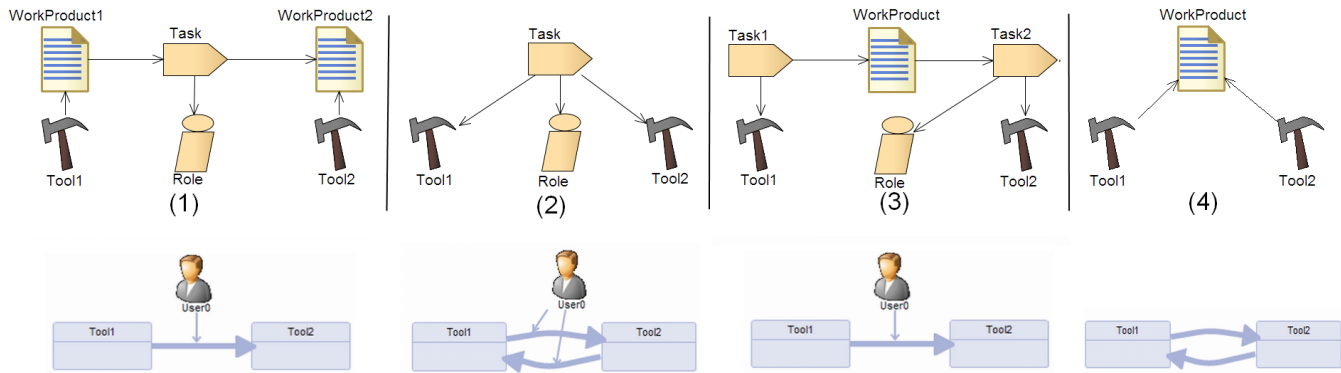 WorkProduct1
Task
WorkProduct2
Tool1
Role
Tool2
(1)
Task
Tool1
Role
Tool2
(2)
Task1
WorkProduct
Task2
Tool1
Role
Tool2
(3)
WorkProduct
Tool1
Tool2
(4)
User0
Tool1
Tool2
User0
Tool1
Tool2
User0
Tool1
Tool2
Tool1
Tool2